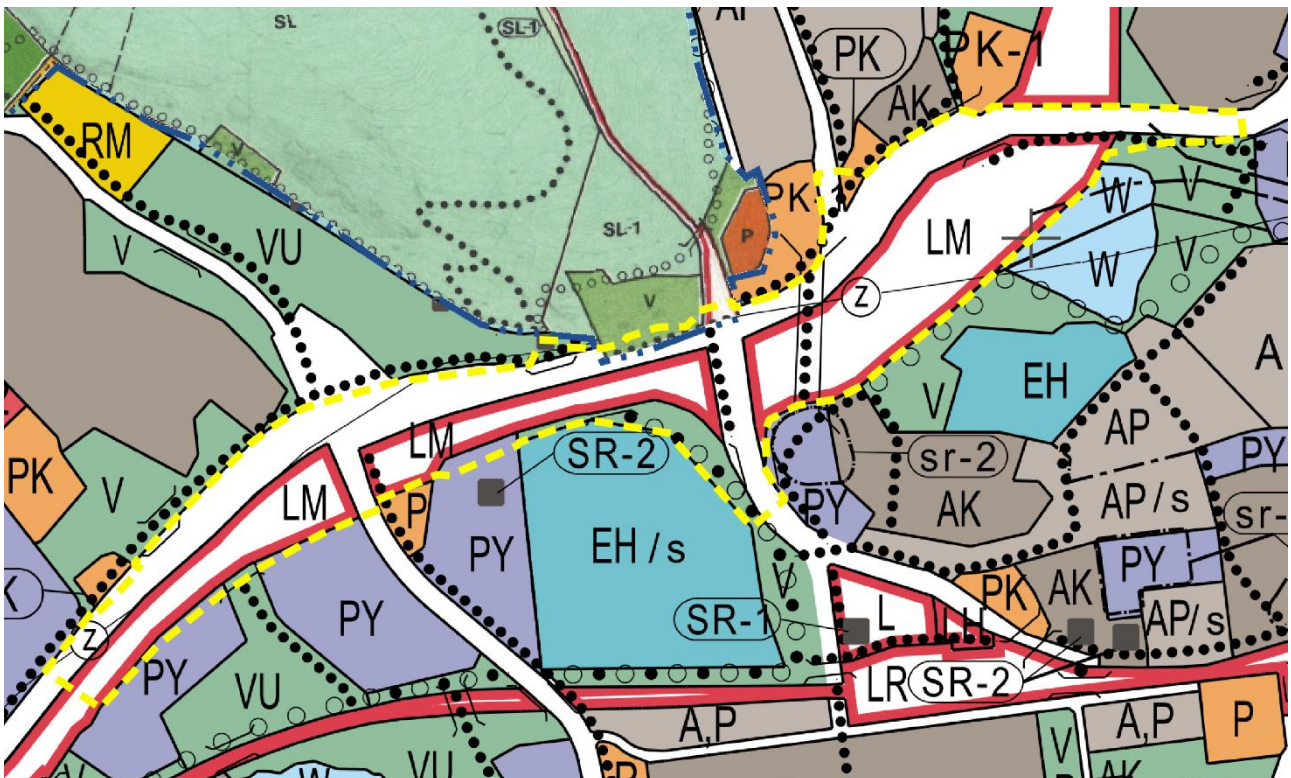 SL
SL-1
AP
PK
PK-1
AK
RM
V
VU
V
SL-1
P
PK-1
LM
W
V
W
V
Z
V
EH
A
V
AP
PK
V
LM
LM
SR-2
sr-2
PY
P
PY
EH/s
PY
AK
AP/s
sr-
PY
K
Z
PY
PY
VU
V
SR-1
L
LH
PK
AK
AP/s
LR
SR-2
A,P
A,P
P
V
V
W
VU
P
AK